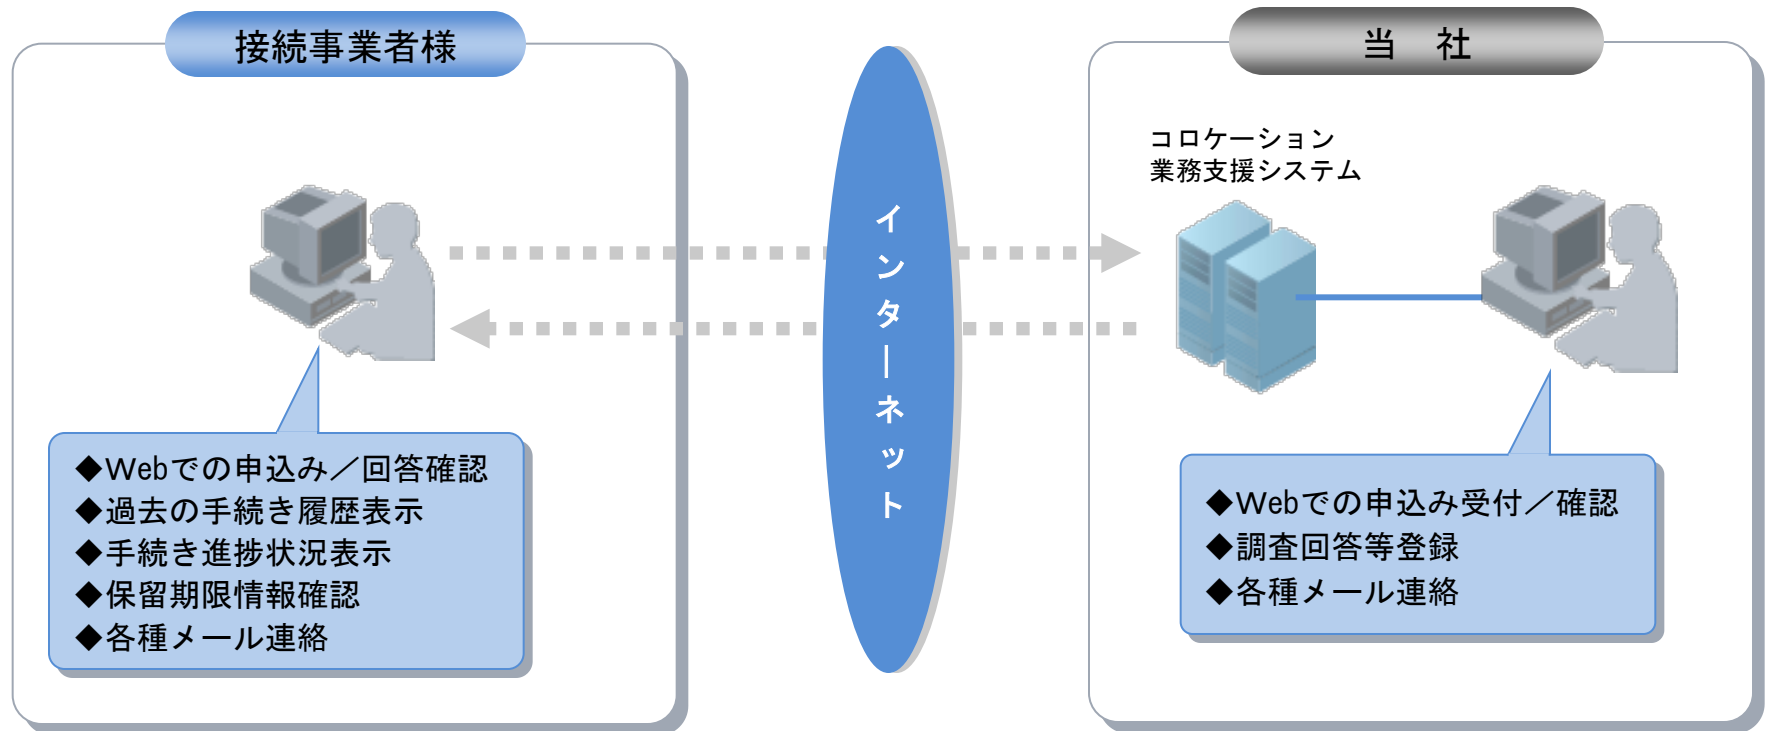 接続事業者様
◆Webでの申込み／回答確認
◆過去の手続き履歴表示
◆手続き進捗状況表示
◆保留期限情報確認
◆各種メール連絡
インターネット
当　社
コロケーション
業務支援システム
◆Webでの申込み受付／確認
◆調査回答等登録
◆各種メール連絡